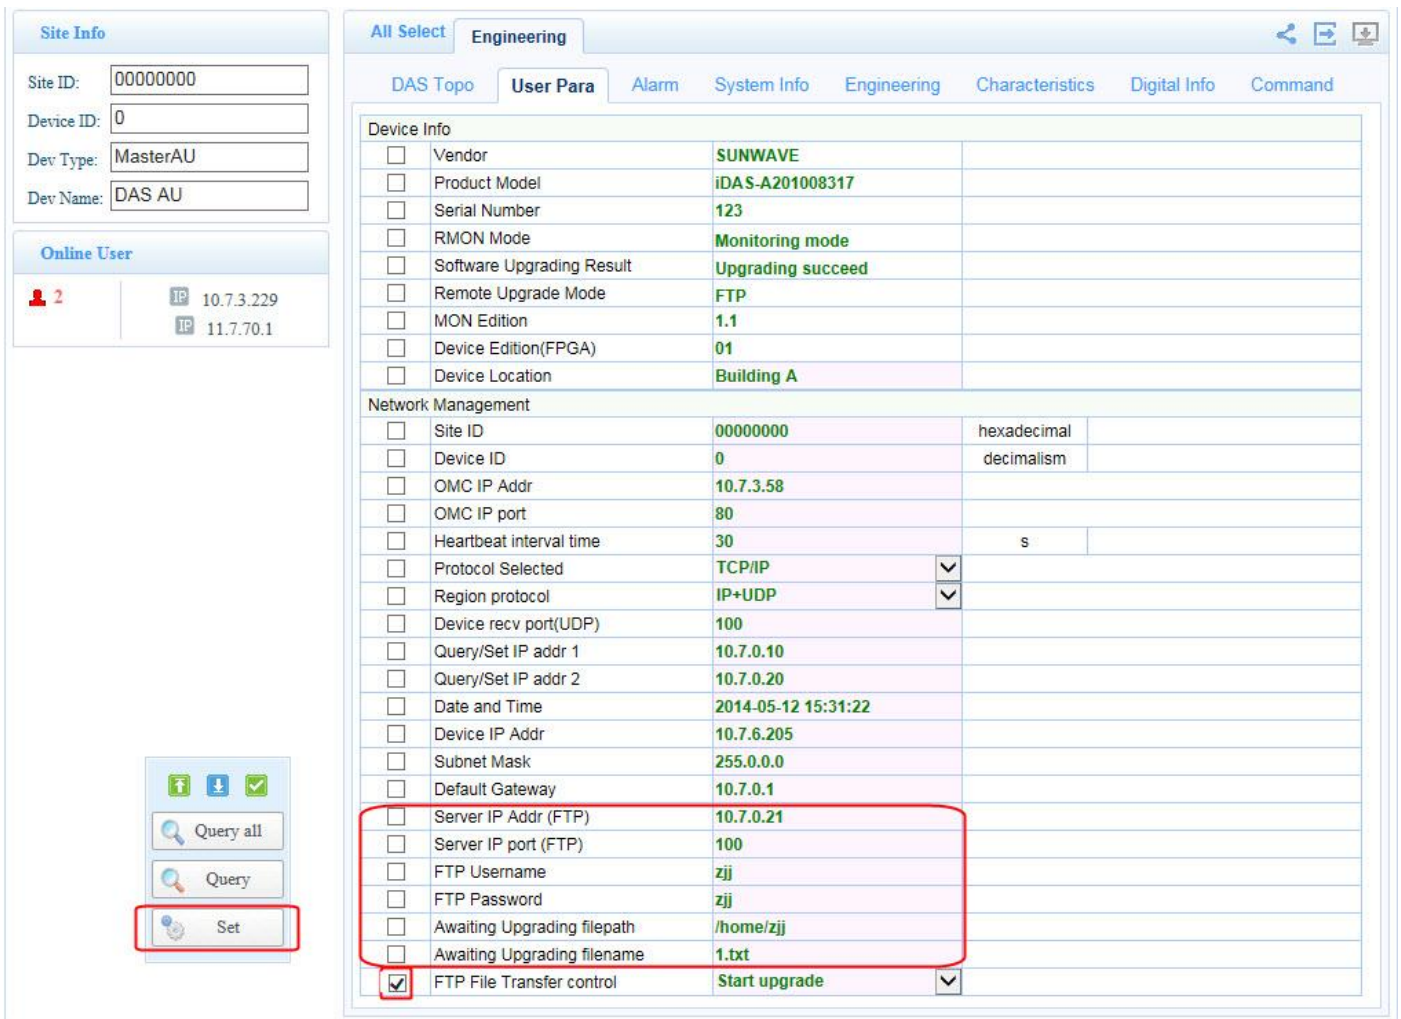 Site Info
Site ID: 00000000
Device ID: 0
Dev Type: MasterAU
Dev Name: DAS AU
Online User
2 IP 10.7.3.229
IP 11.7.70.1
Query all
Query
Set
All Select Engineering
DAS Topo User Para Alarm System Info Engineering Characteristics Digital Info Command
Device Info
Vendor SUNWAVE
Product Model iDAS-A201008317
Serial Number 123
RMON Mode Monitoring mode
Software Upgrading Result Upgrading succeed
Remote Upgrade Mode FTP
MON Edition 1.1
Device Edition(FPGA) 01
Device Location Building A
Network Management
Site ID 00000000 hexadecimal
Device ID 0 decimalism
OMC IP Addr 10.7.3.58
OMC IP port 80
Heartbeat interval time 30 s
Protocol Selected TCP/IP
Region protocol IP+UDP
Device recv port(UDP) 100
Query/Set IP addr 1 10.7.0.10
Query/Set IP addr 2 10.7.0.20
Date and Time 2014-05-12 15:31:22
Device IP Addr 10.7.6.205
Subnet Mask 255.0.0.0
Default Gateway 10.7.0.1
Server IP Addr (FTP) 10.7.0.21
Server IP port (FTP) 100
FTP Username zjj
FTP Password zjj
Awaiting Upgrading filepath /home/zjj
Awaiting Upgrading filename 1.txt
FTP File Transfer control Start upgrade